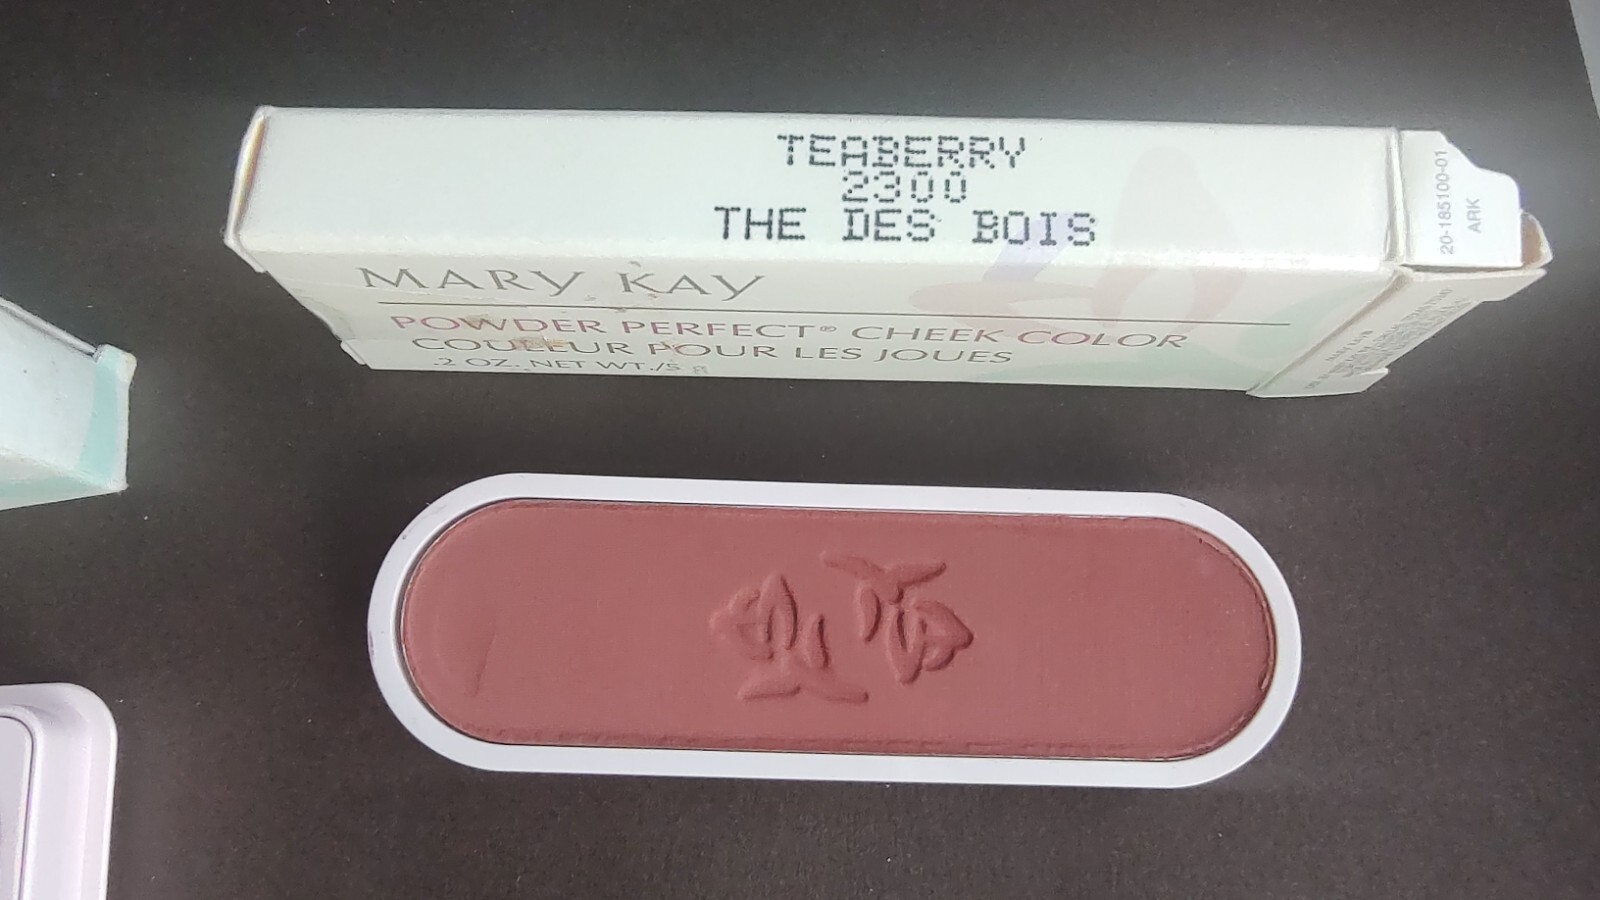 TEABERRY
2300
THE DES BOIS
MARY KAY
POWDER PERFECT® CHEEK COLOR
COULEUR POUR LES JOUES
.2 OZ. NET WT./5 g
20-185100-01
ARK